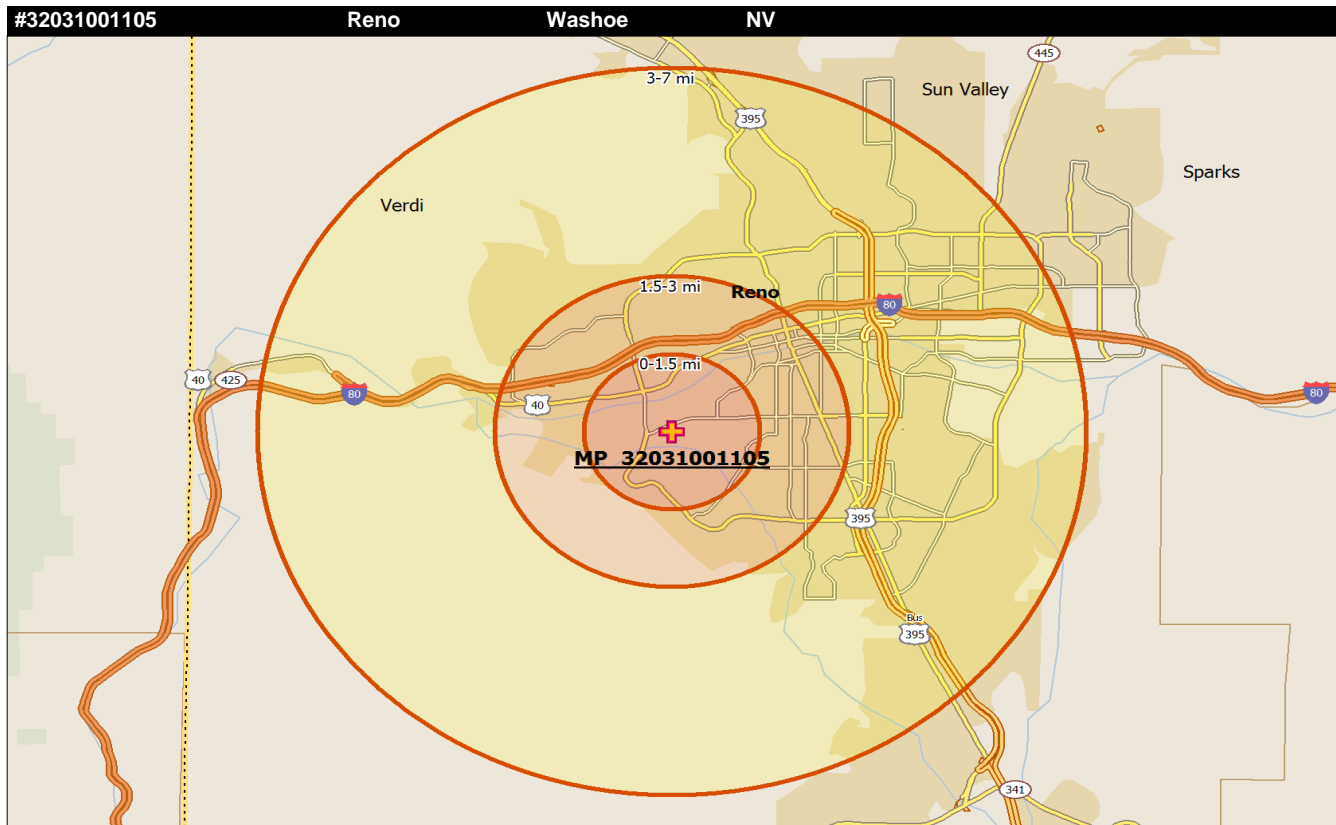 #32031001105 Reno Washoe NV
3-7 mi
445
Sun Valley
395
Sparks
Verdi
1.5-3 mi
Reno
80
0-1.5 mi
40 425
80
40
80
MP 32031001105
395
Bus
395
341